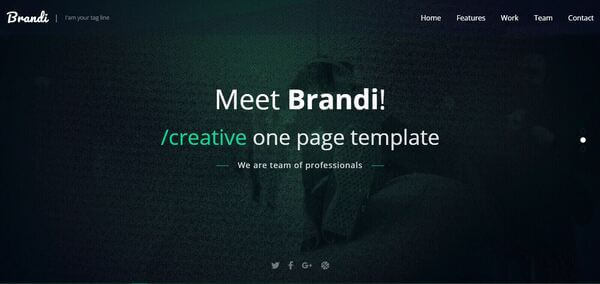 Brandi | I'am your tag line
Home Features Work Team Contact
Meet Brandi!
/creative one page template
We are team of professionals